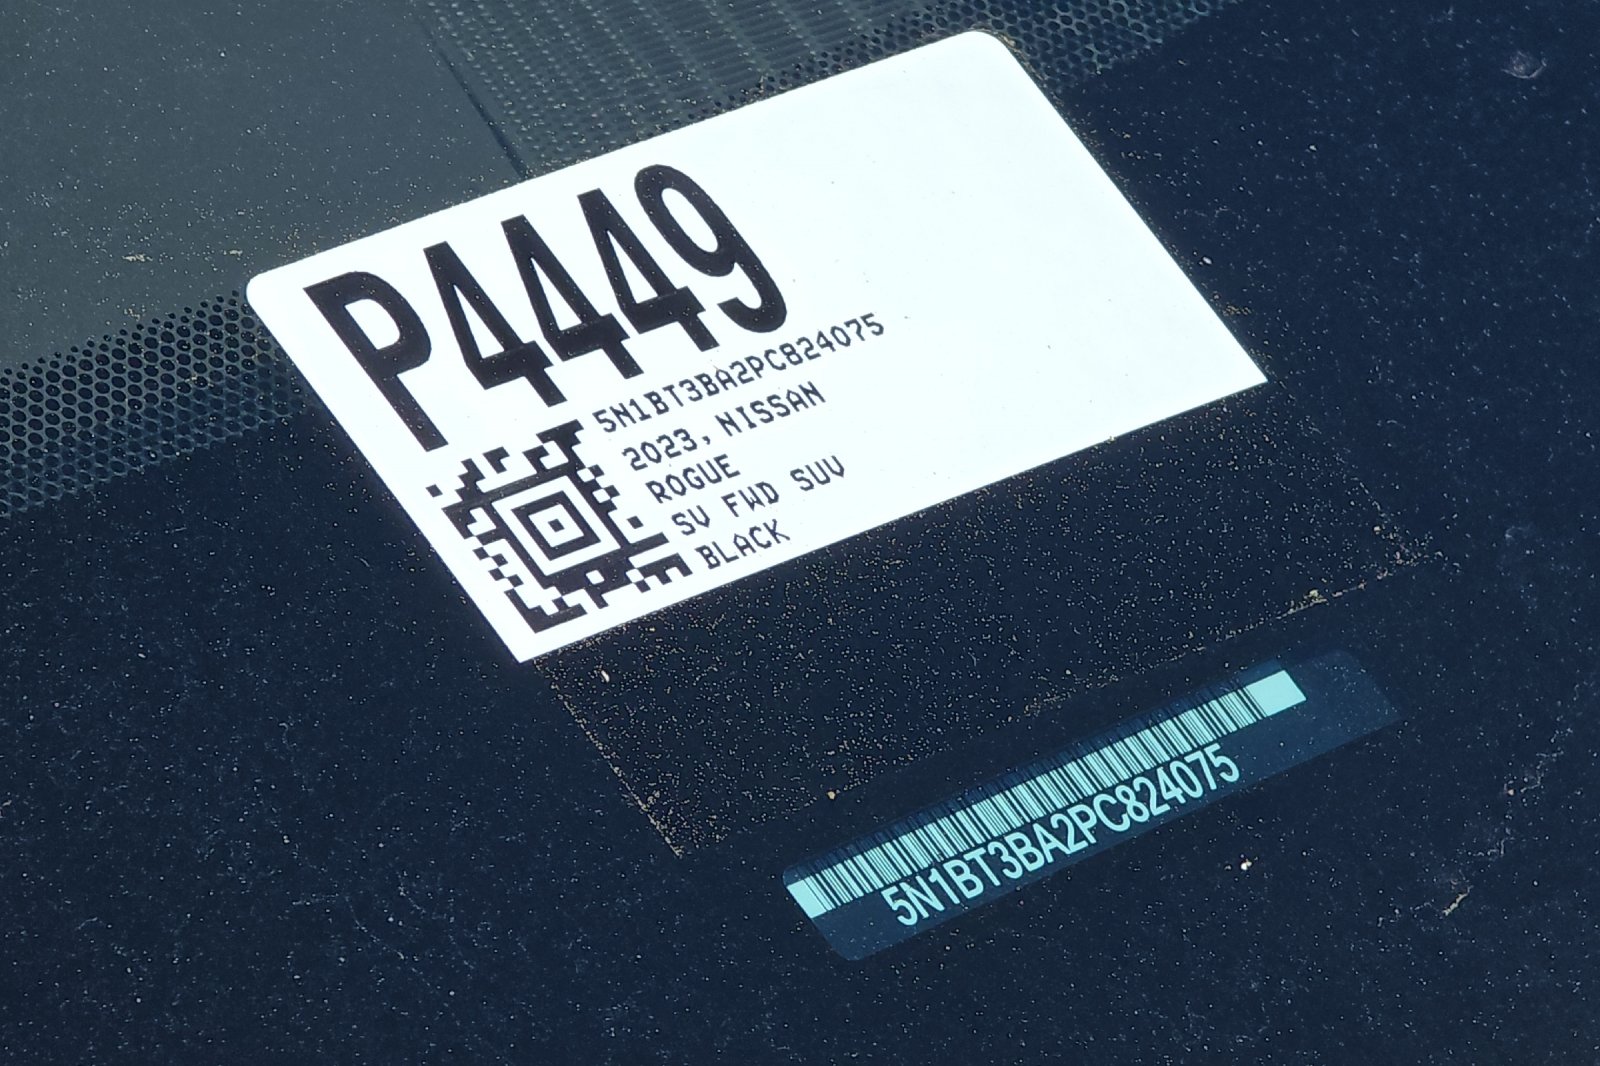 P4449
5N1BT3BA2PC824075
2023, NISSAN
ROGUE
SV FWD SUV
BLACK
5N1BT3BA2PC824075